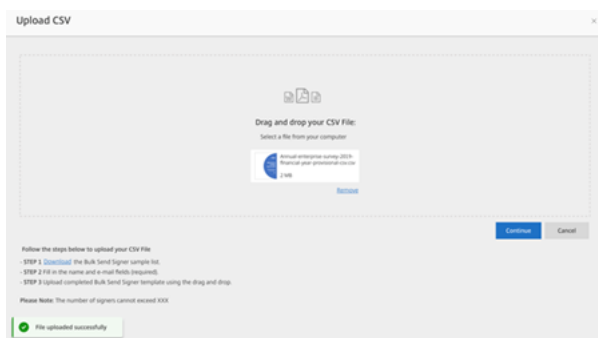 Upload CSV
Drag and drop your CSV File:
Select a file from your computer
Annual-enterprise-survey-2019-
financial-year-provisional-csv.csv
2 MB
Remove
Continue
Cancel
Follow the steps below to upload your CSV File
- STEP 1 Download the Bulk Send Signer sample list.
- STEP 2 Fill in the name and e-mail fields (required).
- STEP 3 Upload completed Bulk Send Signer template using the drag and drop.
Please Note: The number of signers cannot exceed XXX
File uploaded successfully